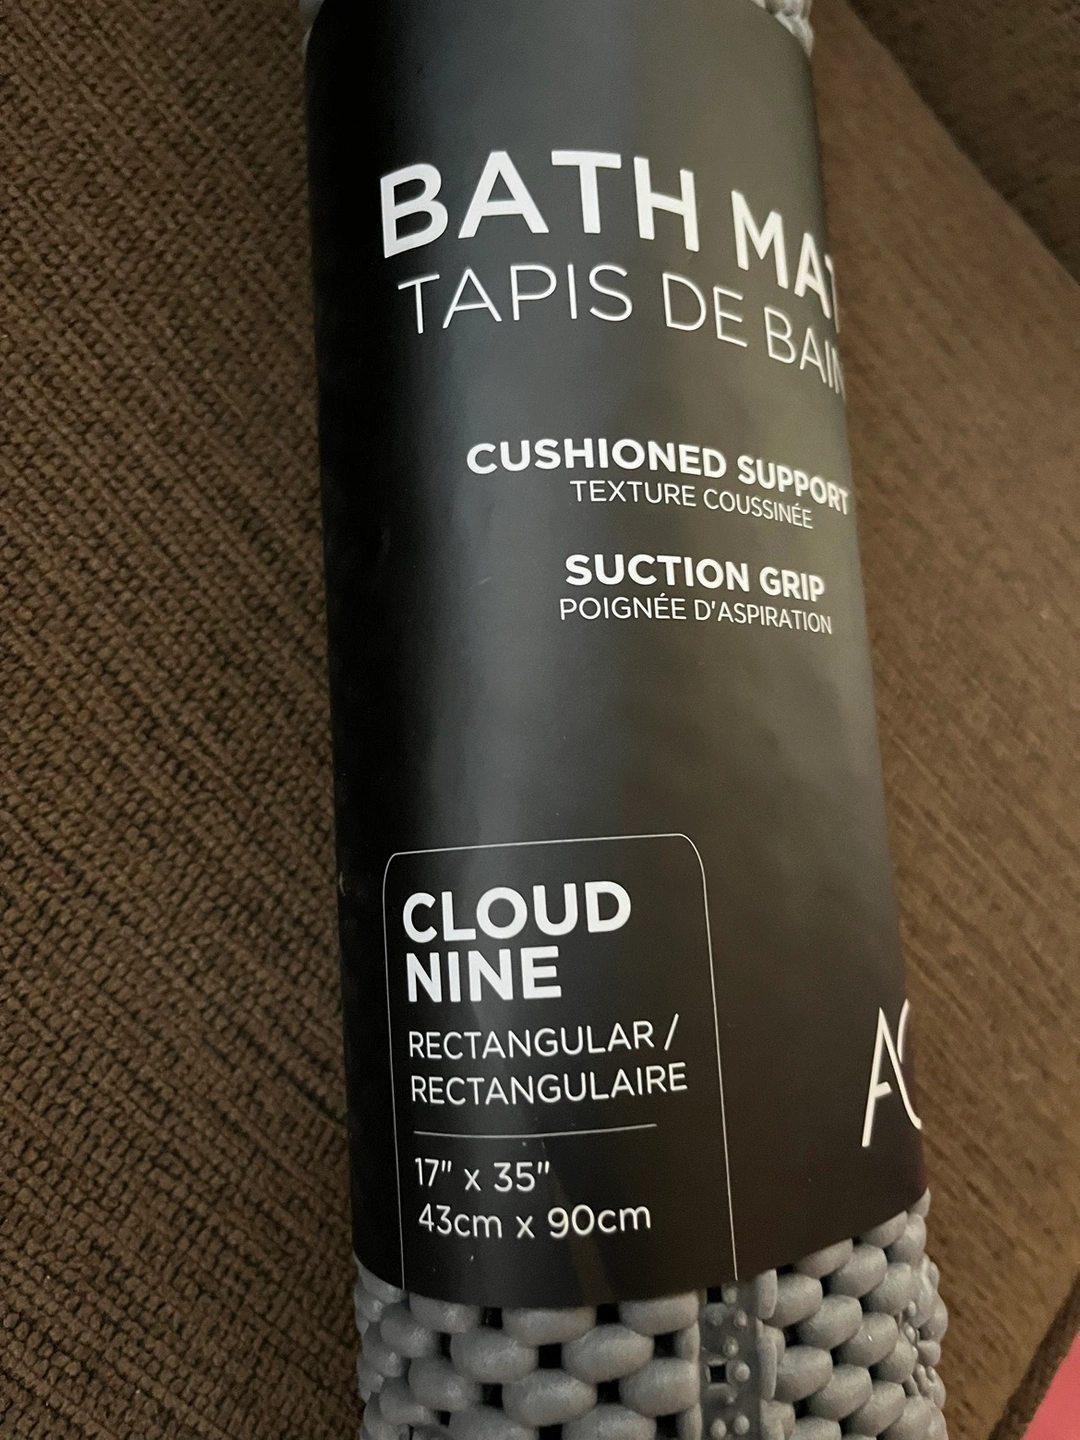 BATH MAT
TAPIS DE BAIN
CUSHIONED SUPPORT
TEXTURE COUSSINÉE
SUCTION GRIP
POIGNÉE D'ASPIRATION
CLOUD
NINE
RECTANGULAR /
RECTANGULAIRE
17" x 35"
43cm x 90cm